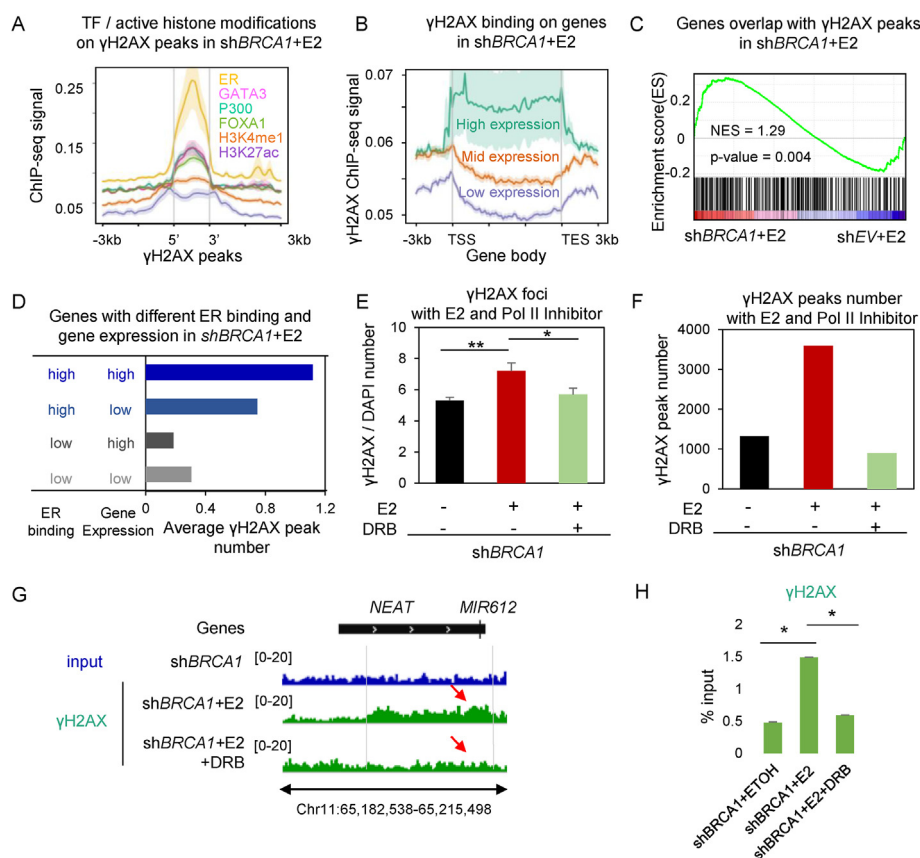 A
TF / active histone modifications
on γH2AX peaks in shBRCA1+E2
ChIP-seq signal
0.25
0.15
0.05
ER
GATA3
P300
FOXA1
H3K4me1
H3K27ac
-3kb
5'
3'
3kb
γH2AX peaks
B
γH2AX binding on genes
in shBRCA1+E2
γH2AX ChIP-seq signal
0.07
0.06
0.05
High expression
Mid expression
Low expression
-3kb
TSS
TES
3kb
Gene body
C
Genes overlap with γH2AX peaks
in shBRCA1+E2
Enrichment score(ES)
0.2
0
-0.2
NES = 1.29
p-value = 0.004
shBRCA1+E2
shEV+E2
D
Genes with different ER binding and
gene expression in shBRCA1+E2
high high
high low
low high
low low
ER
binding
Gene
Expression
0 0.4 0.8 1.2
Average γH2AX peak
number
E
γH2AX foci
with E2 and Pol II Inhibitor
γH2AX / DAPI number
10
8
6
4
2
0
**
*
E2 - + +
DRB - - +
shBRCA1
F
γH2AX peaks number
with E2 and Pol II Inhibitor
γH2AX peak number
4000
3000
2000
1000
0
E2 - + +
DRB - - +
shBRCA1
G
NEAT MIR612
Genes
input
shBRCA1 [0-20]
γH2AX
shBRCA1+E2 [0-20]
shBRCA1+E2 [0-20]
+DRB
Chr11:65,182,538-65,215,498
H
γH2AX
% input
2
1.5
1
0.5
0
*
*
shBRCA1+ETOH
shBRCA1+E2
shBRCA1+E2+DRB